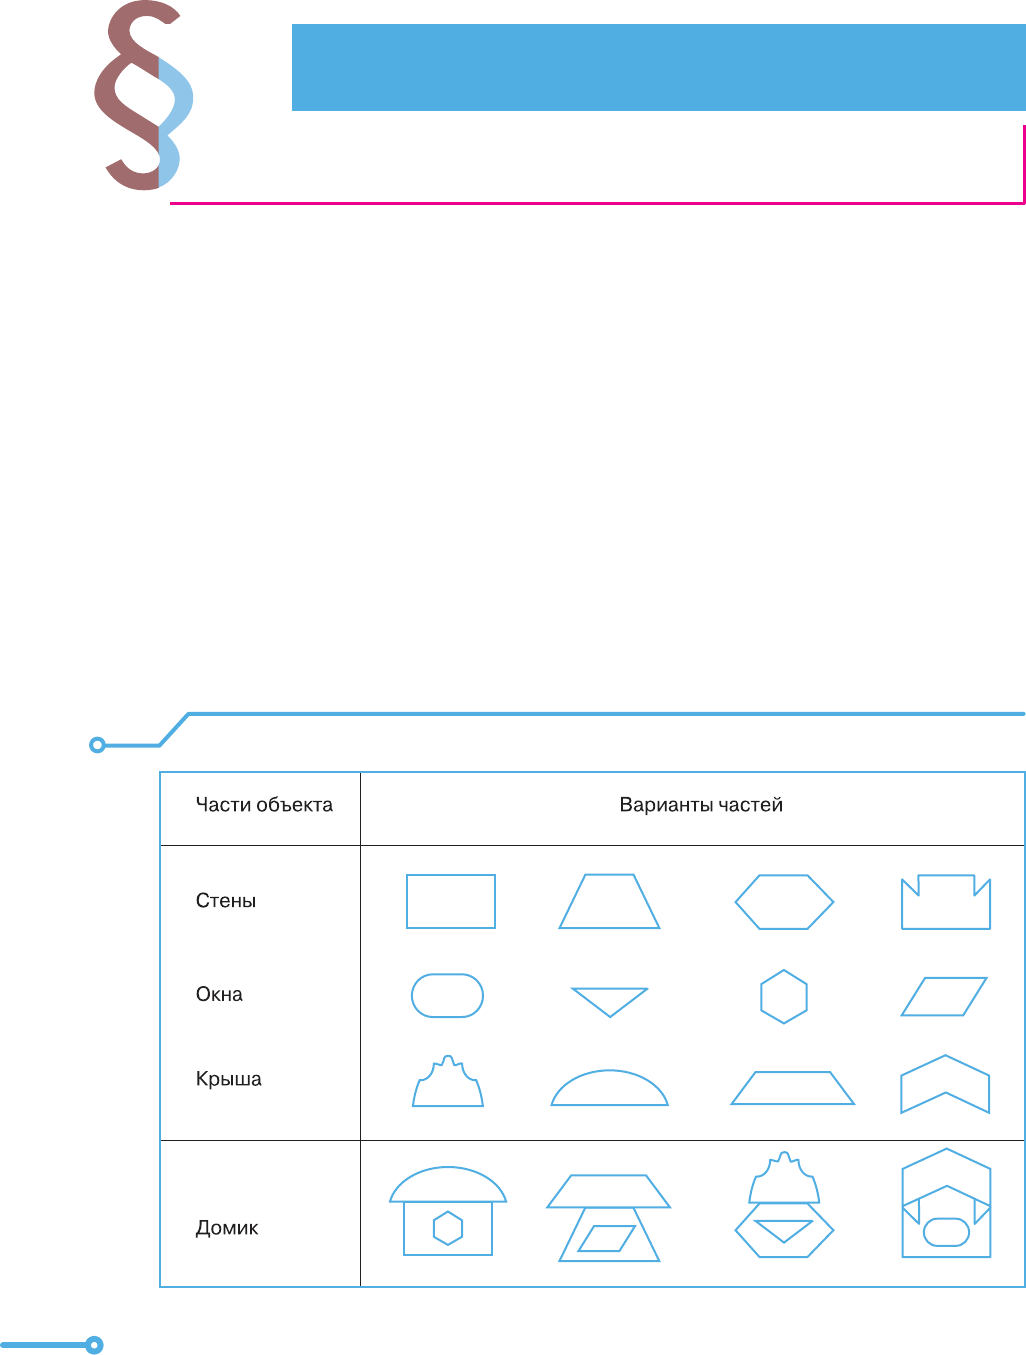 §
Части объекта
Варианты частей
Стены
Окна
Крыша
Домик